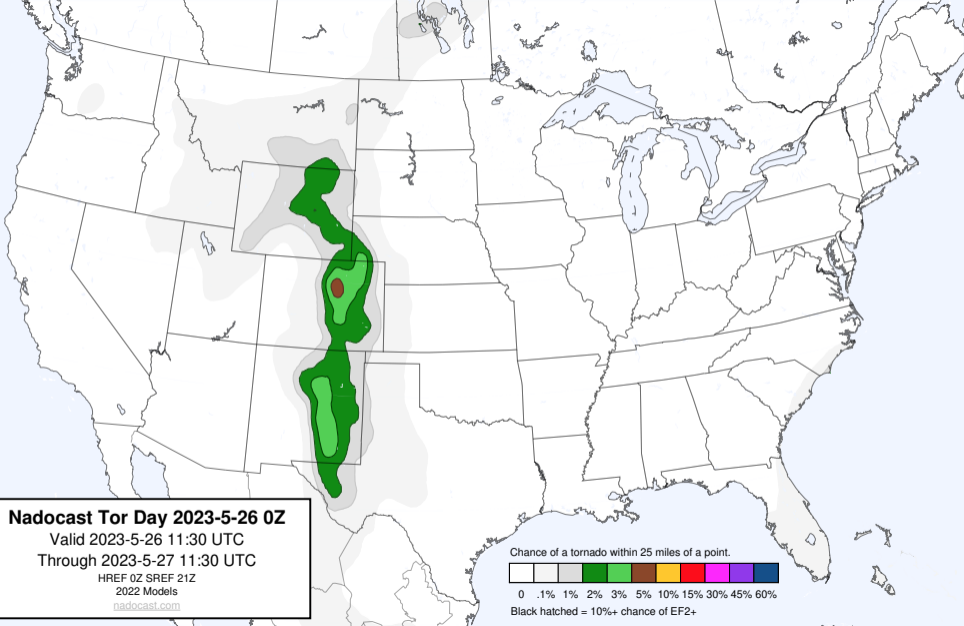 Nadocast Tor Day 2023-5-26 0Z
Valid 2023-5-26 11:30 UTC
Through 2023-5-27 11:30 UTC
HREF 0Z SREF 21Z
2022 Models
nadocast.com
Chance of a tornado within 25 miles of a point.
0 .1% 1% 2% 3% 5% 10% 15% 30% 45% 60%
Black hatched = 10%+ chance of EF2+